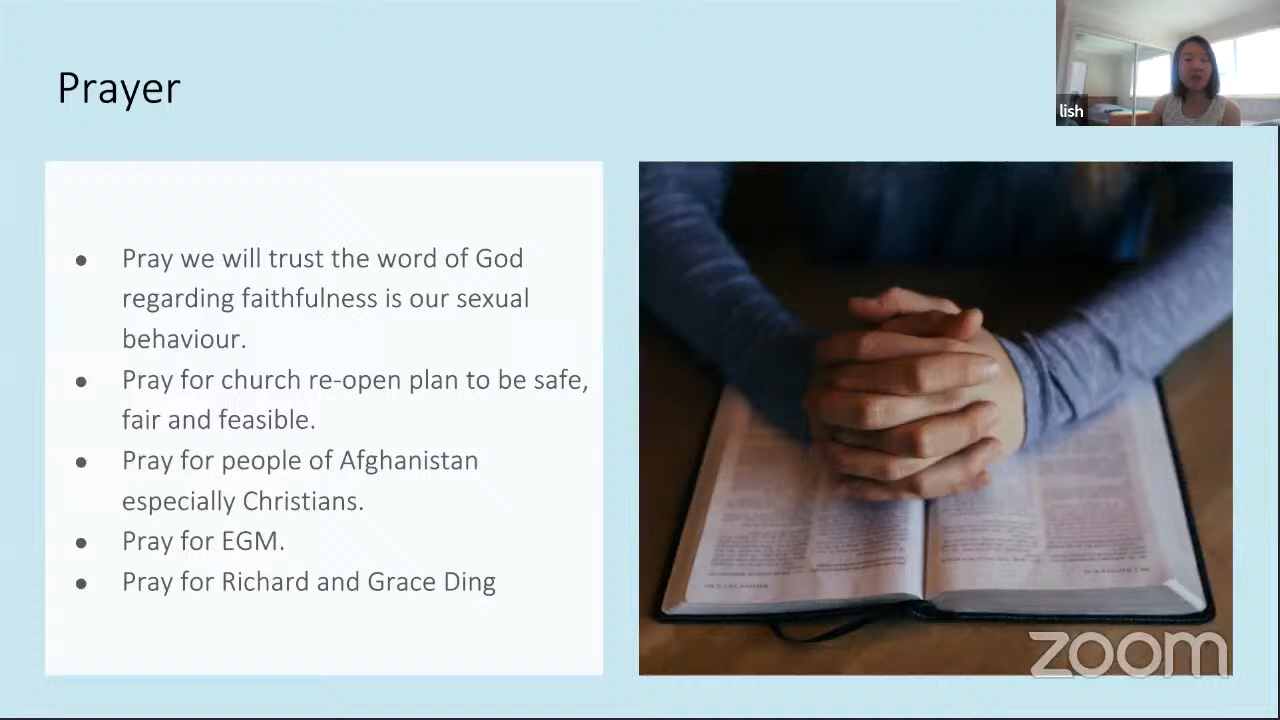 Prayer
lish
Pray we will trust the word of God
regarding faithfulness is our sexual
behaviour.
Pray for church re-open plan to be safe,
fair and feasible.
Pray for people of Afghanistan
especially Christians.
Pray for EGM.
Pray for Richard and Grace Ding
zoom